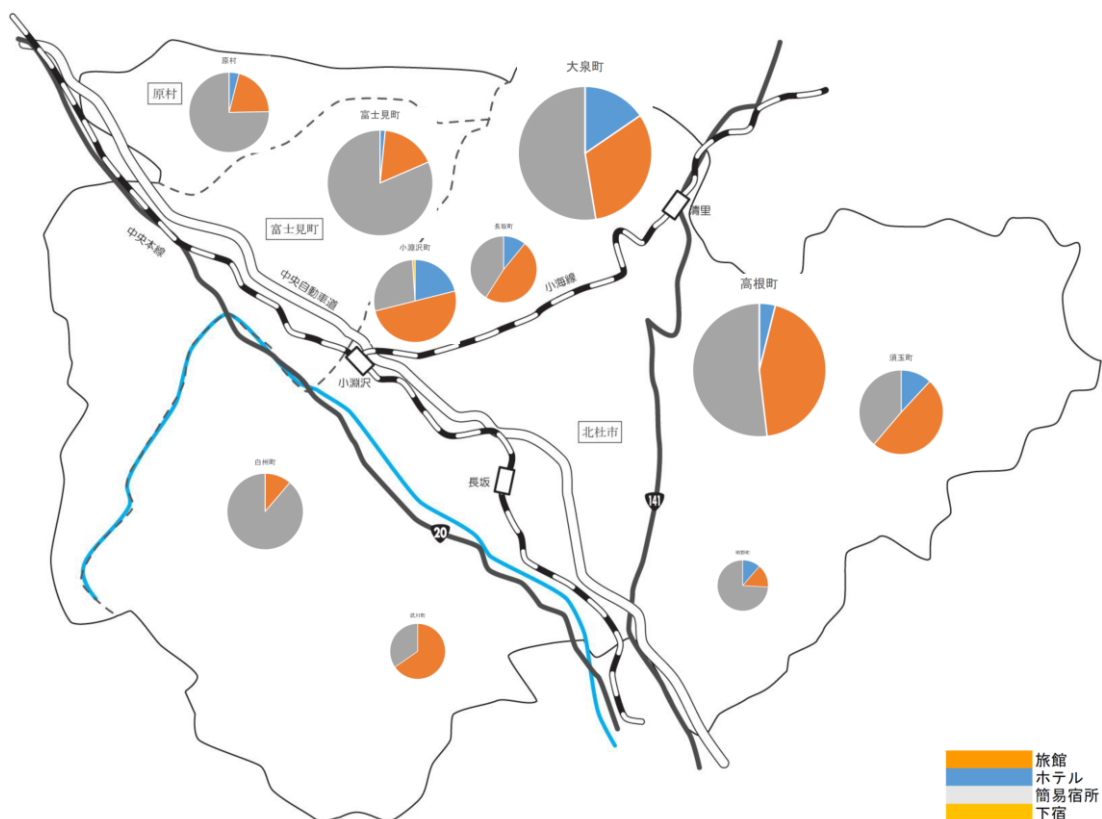 大泉町
原村
原村
富士見町
清里
富士見町
長坂町
小淵沢町
中央本線
中央自動車道
小海線
高根町
須玉町
小淵沢
北杜市
白州町
長坂
141
20
明野町
武川町
旅館
ホテル
簡易宿所
下宿